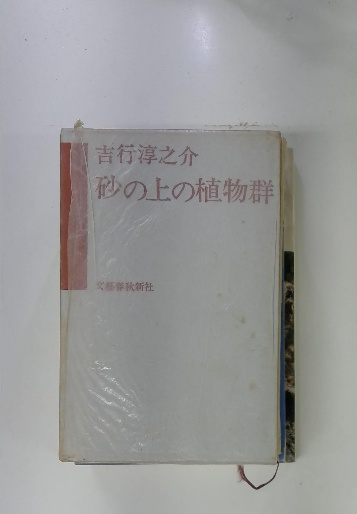 吉行淳之介
砂の上の植物群
文藝春秋新社